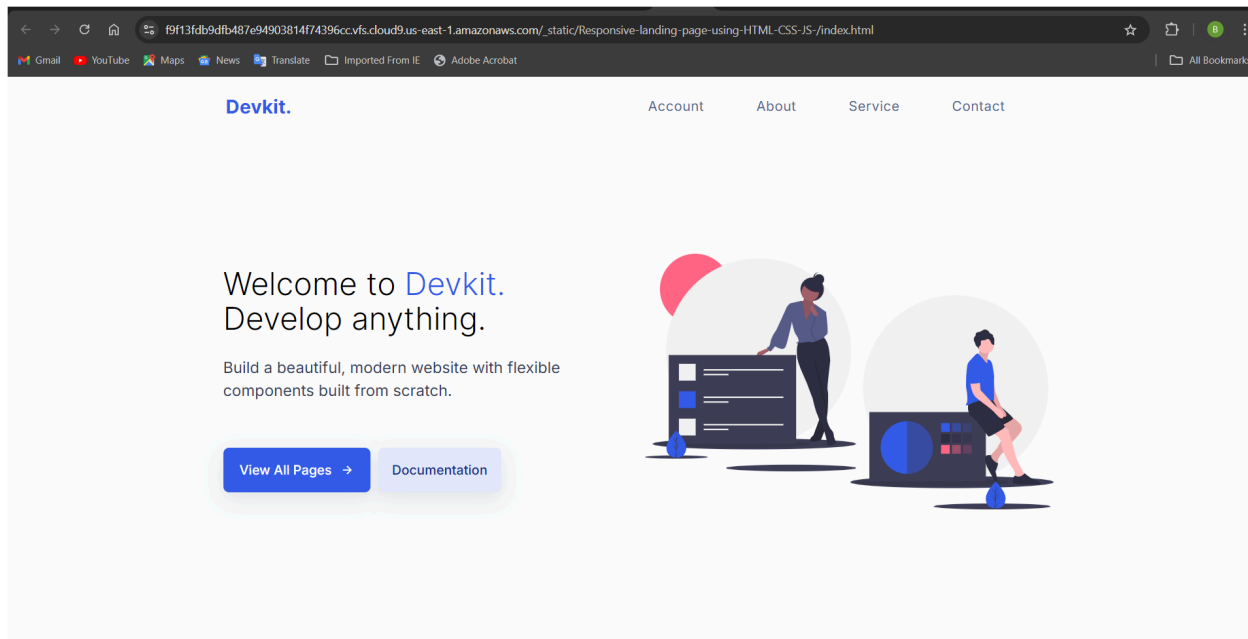 f9f13fdb9dfb487e94903814f74396cc.vfs.cloud9.us-east-1.amazonaws.com/_static/Responsive-landing-page-using-HTML-CSS-JS-/index.html
B
Gmail YouTube Maps News Translate Imported From IE Adobe Acrobat All Bookmarks
Devkit. Account About Service Contact
Welcome to Devkit.
Develop anything.
Build a beautiful, modern website with flexible
components built from scratch.
View All Pages → Documentation